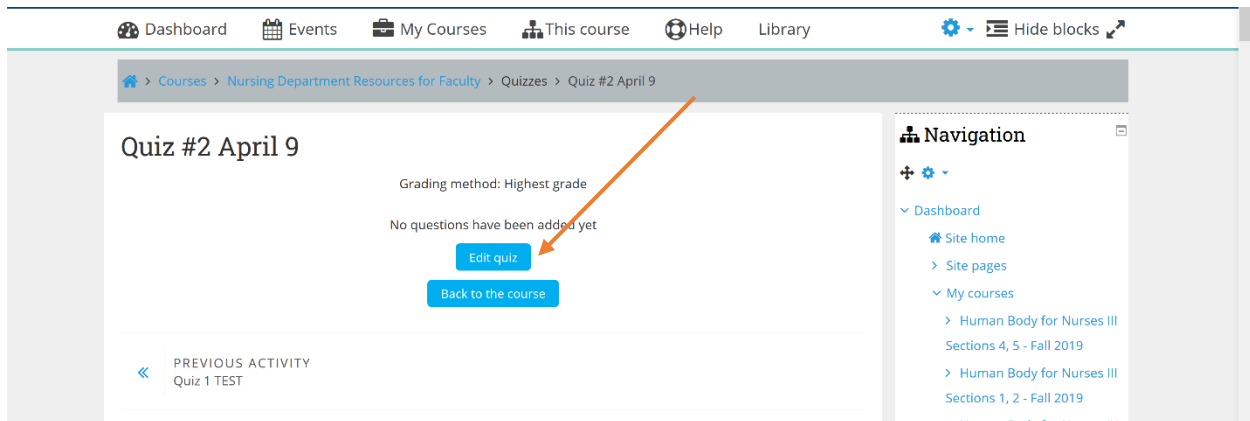 Dashboard Events My Courses This course Help Library Hide blocks
Courses > Nursing Department Resources for Faculty > Quizzes > Quiz #2 April 9
Quiz #2 April 9
Grading method: Highest grade
No questions have been added yet
Edit quiz
Back to the course
PREVIOUS ACTIVITY
Quiz 1 TEST
Navigation
Dashboard
Site home
Site pages
My courses
Human Body for Nurses III
Sections 4, 5 - Fall 2019
Human Body for Nurses III
Sections 1, 2 - Fall 2019